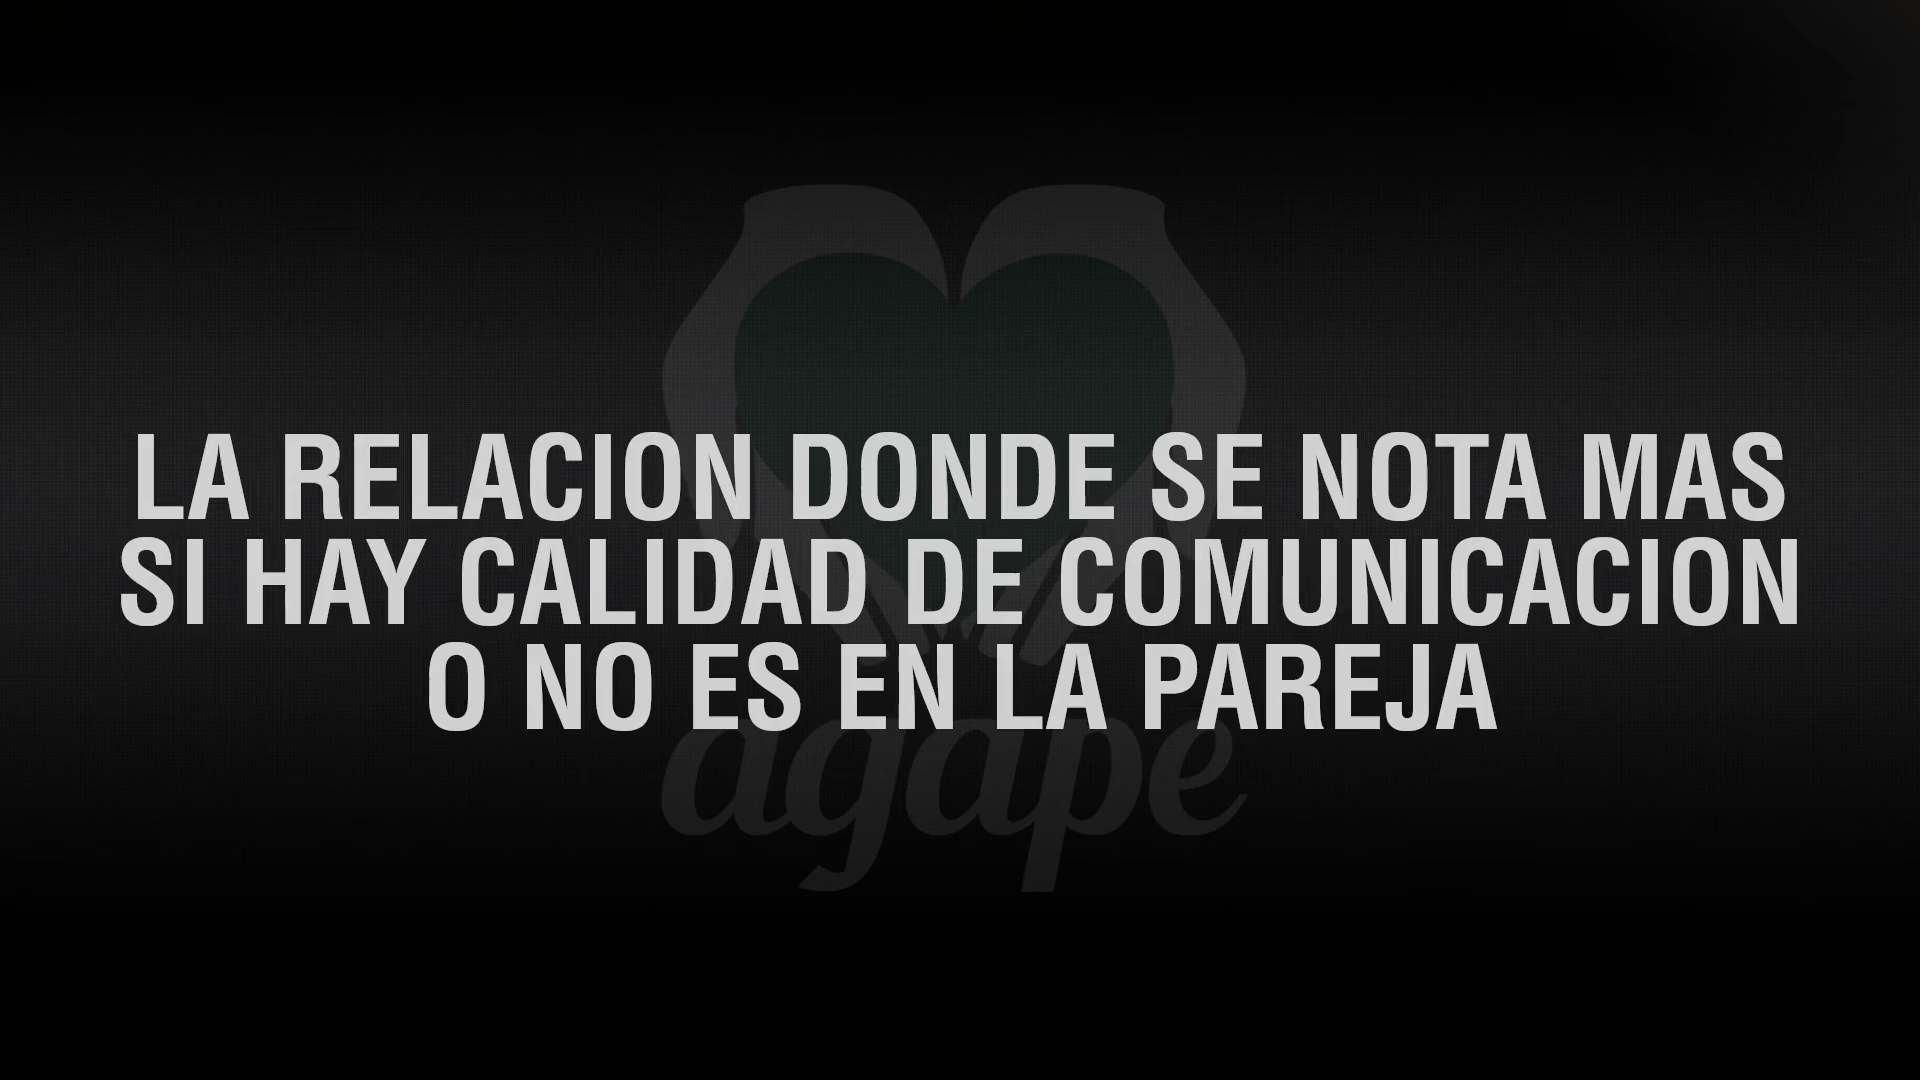 LA RELACION DONDE SE NOTA MAS
SI HAY CALIDAD DE COMUNICACION
O NO ES EN LA PAREJA
agape